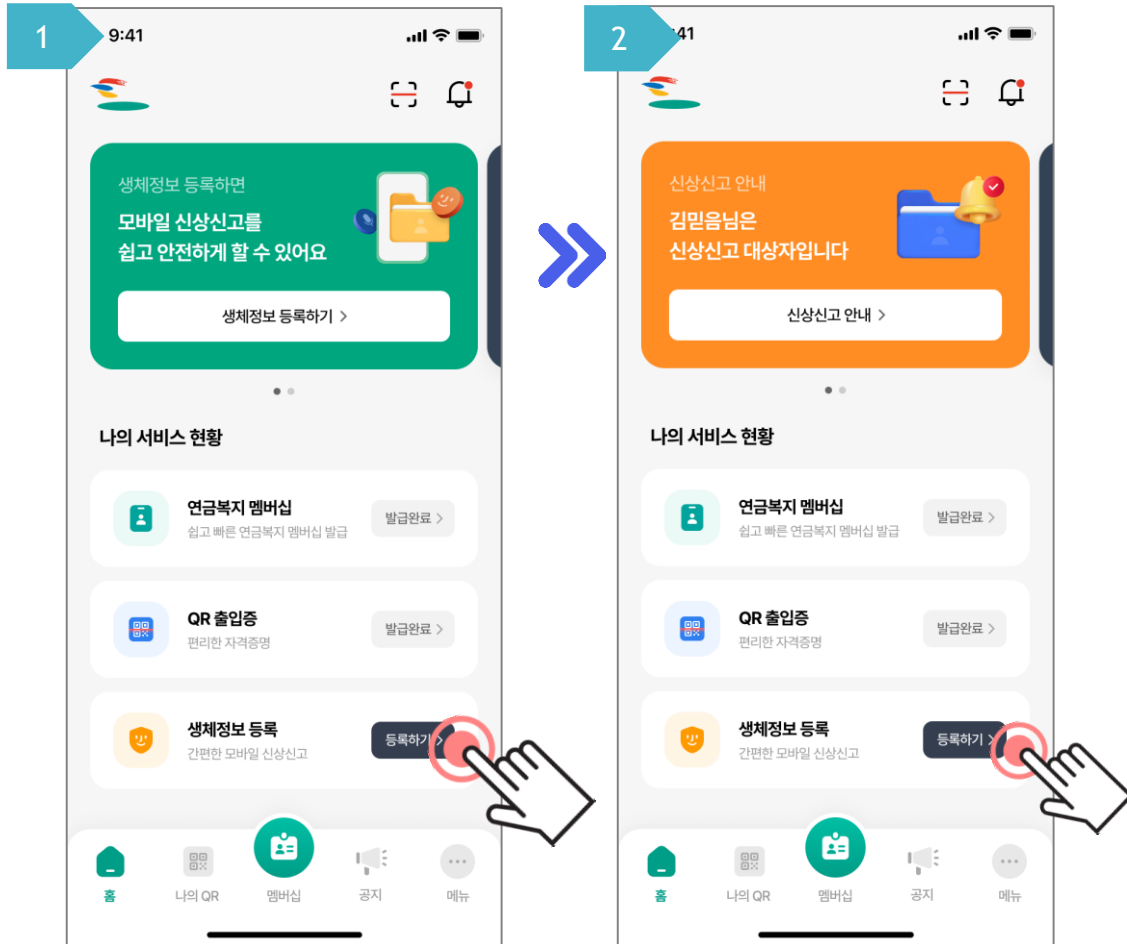 1
9:41
생체정보 등록하면
모바일 신상신고를
쉽고 안전하게 할 수 있어요
생체정보 등록하기 >
나의 서비스 현황
연금복지 멤버십
쉽고 빠른 연금복지 멤버십 발급
발급완료 >
QR 출입증
편리한 자격증명
발급완료 >
생체정보 등록
간편한 모바일 신상신고
등록하기 >
홈
나의 QR
멤버십
공지
메뉴
2
:41
신상신고 안내
김믿음님은
신상신고 대상자입니다
신상신고 안내 >
나의 서비스 현황
연금복지 멤버십
쉽고 빠른 연금복지 멤버십 발급
발급완료 >
QR 출입증
편리한 자격증명
발급완료 >
생체정보 등록
간편한 모바일 신상신고
등록하기 >
홈
나의 QR
멤버십
공지
메뉴